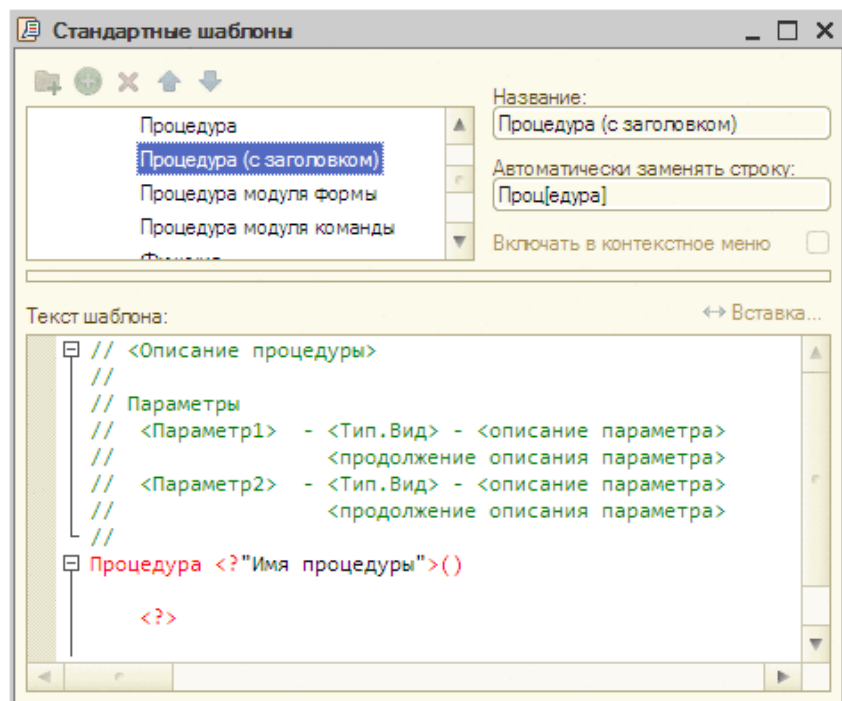 Стандартные шаблоны
Процедура
Процедура (с заголовком)
Процедура модуля формы
Процедура модуля команды
Название:
Процедура (с заголовком)
Автоматически заменять строку:
Проц[едура]
Включать в контекстное меню
Текст шаблона:
Вставка...
// <Описание процедуры>
//
// Параметры
//  <Параметр1>  - <Тип.Вид> - <описание параметра>
//                 <продолжение описания параметра>
//  <Параметр2>  - <Тип.Вид> - <описание параметра>
//                 <продолжение описания параметра>
//
Процедура <?"Имя процедуры">()
<?>